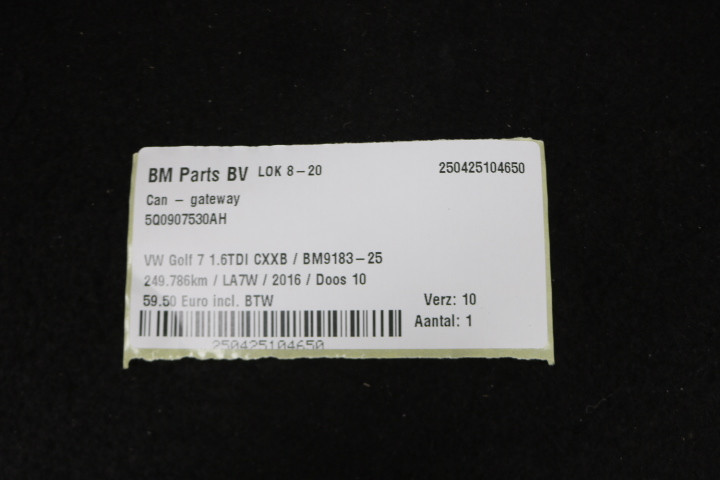 BM Parts BV LOK 8-20 250425104650
Can - gateway
5Q0907530AH
VW Golf 7 1.6TDI CXXB / BM9183-25
249.786km / LA7W / 2016 / Doos 10
59.50 Euro incl. BTW Verz: 10
Aantal: 1
250425104650